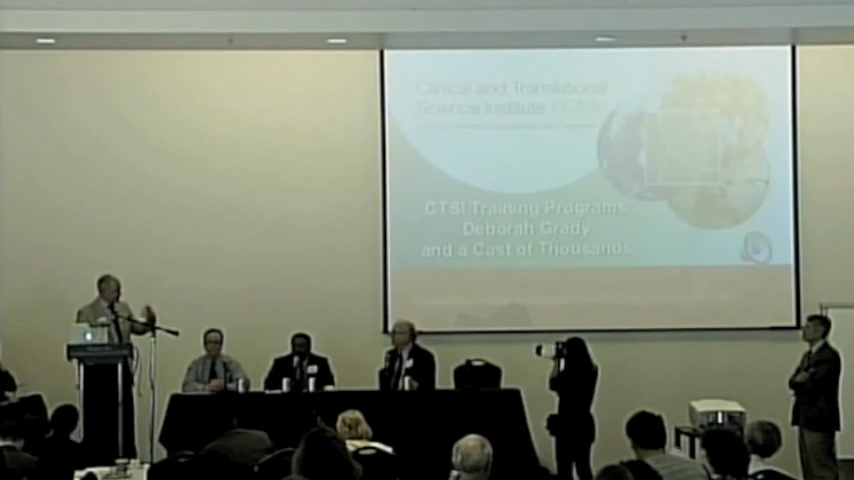 Clinical and Translational
Science Institute / CTSI
CTSI Training Programs
Deborah Grady
and a Cast of Thousands